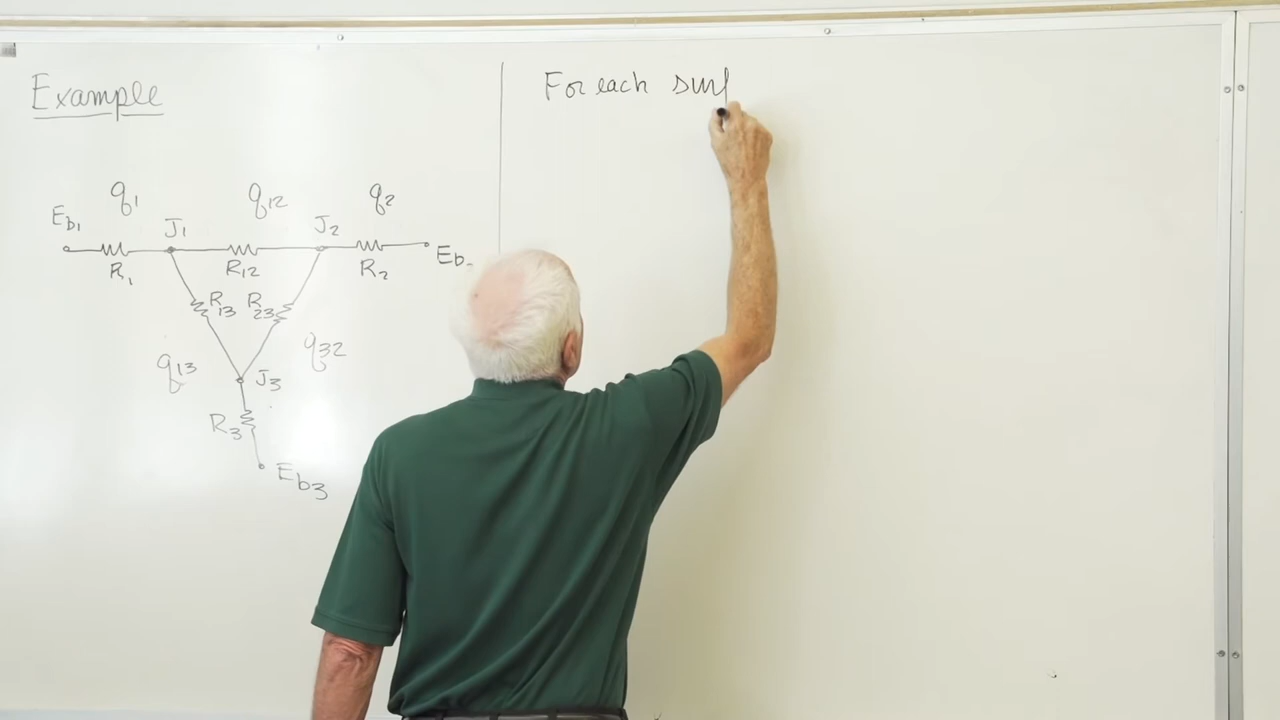 Example
For each surf
q1 q12 q2
Eb1 J1 J2
R1 R12 R2 Eb
R13 R23
q13 q32
J3
R3
Eb3